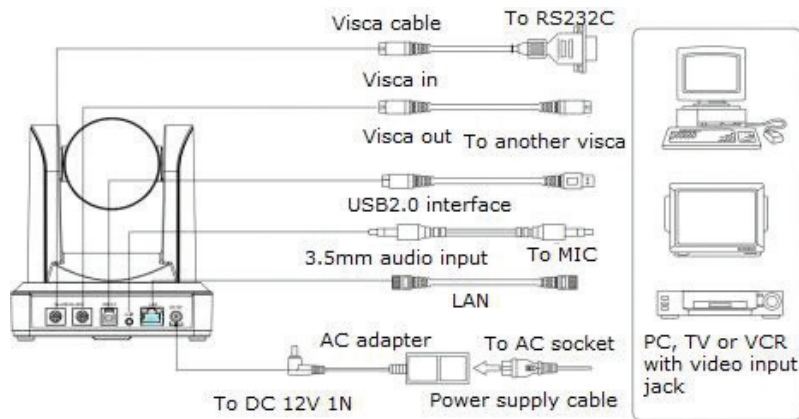 Visca cable
To RS232C
Visca in
Visca out
To another visca
USB2.0 interface
3.5mm audio input
To MIC
LAN
AC adapter
To AC socket
To DC 12V 1N
Power supply cable
PC, TV or VCR
with video input
jack